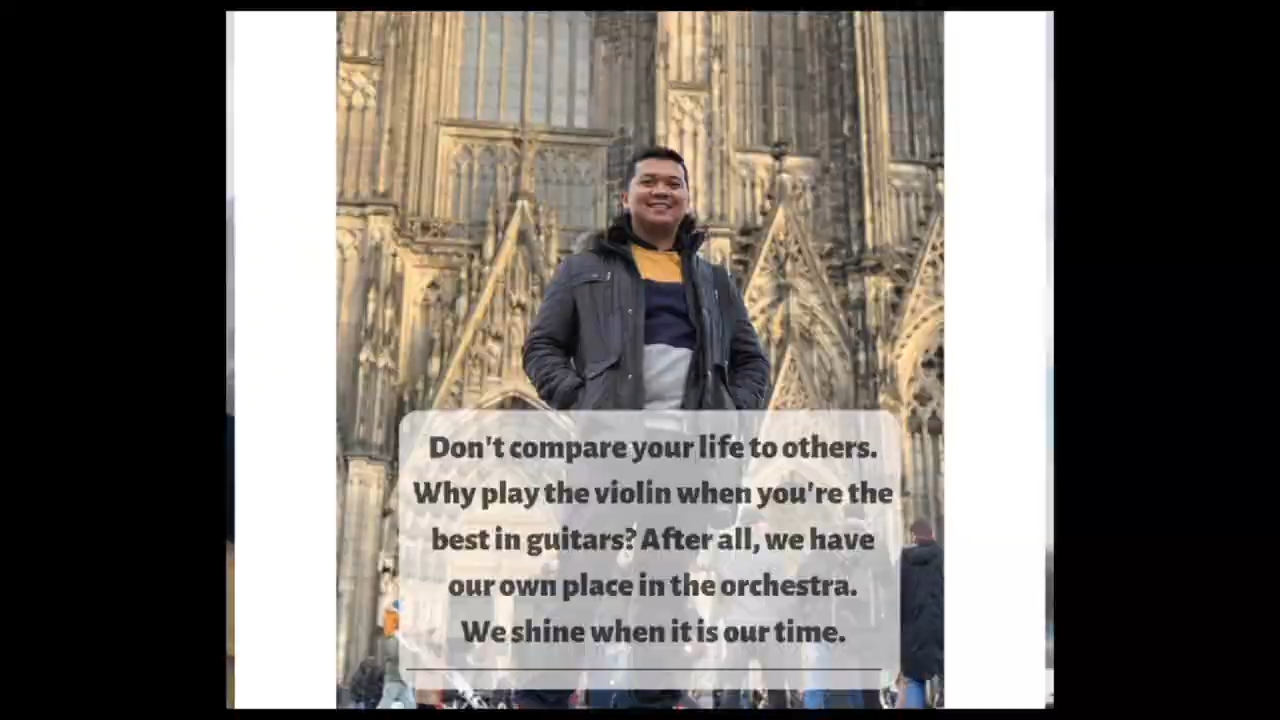 Don't compare your life to others.
Why play the violin when you're the
best in guitars? After all, we have
our own place in the orchestra.
We shine when it is our time.